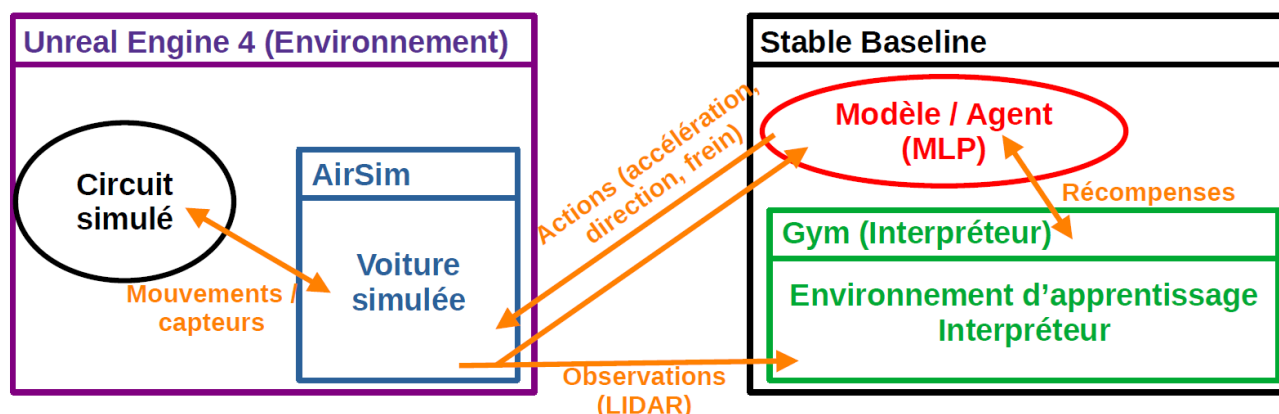 Unreal Engine 4 (Environnement)
Circuit
simulé
AirSim
Voiture
simulée
Mouvements /
capteurs
Actions (accélération,
direction, frein)
Observations
(LIDAR)
Stable Baseline
Modèle / Agent
(MLP)
Récompenses
Gym (Interpréteur)
Environnement d’apprentissage
Interpréteur